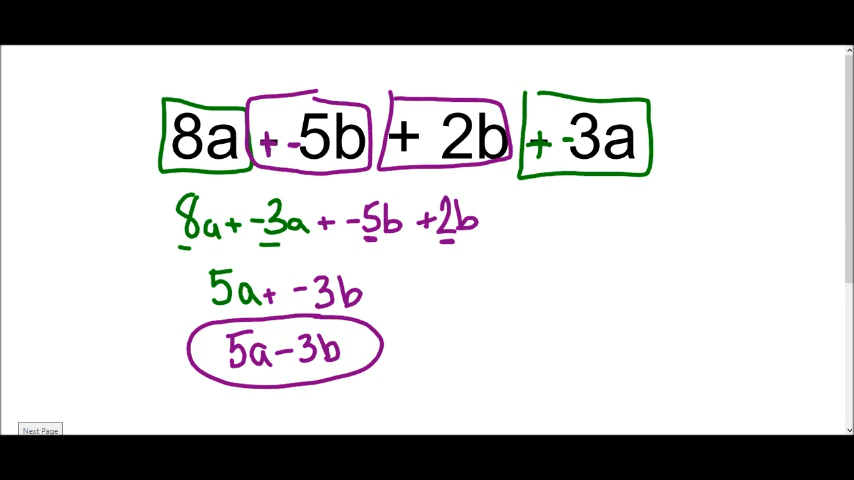 8a + -5b + 2b + -3a
8a + -3a + -5b + 2b
5a + -3b
5a - 3b
Next Page